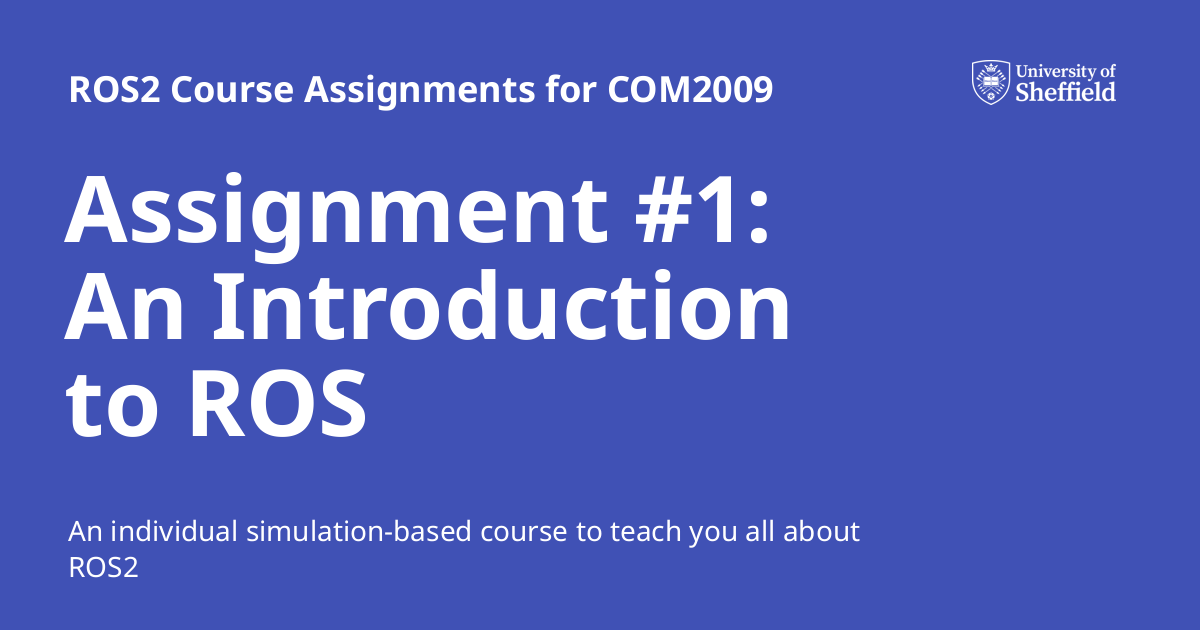 ROS2 Course Assignments for COM2009
University of
Sheffield
Assignment #1:
An Introduction
to ROS
An individual simulation-based course to teach you all about
ROS2